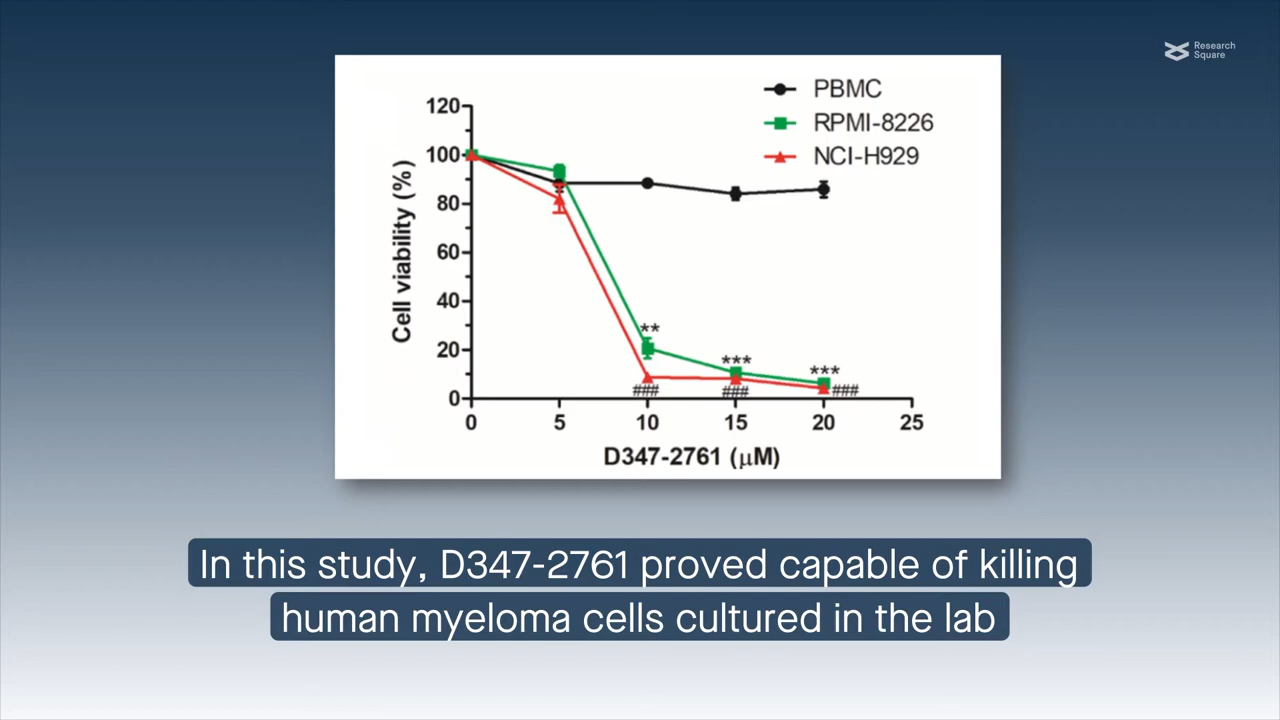 Research
Square
PBMC
RPMI-8226
NCI-H929
120
100
80
60
40
20
0
Cell viability (%)
**
***
***
###
###
###
0 5 10 15 20 25
D347-2761 (μM)
In this study, D347-2761 proved capable of killing
human myeloma cells cultured in the lab